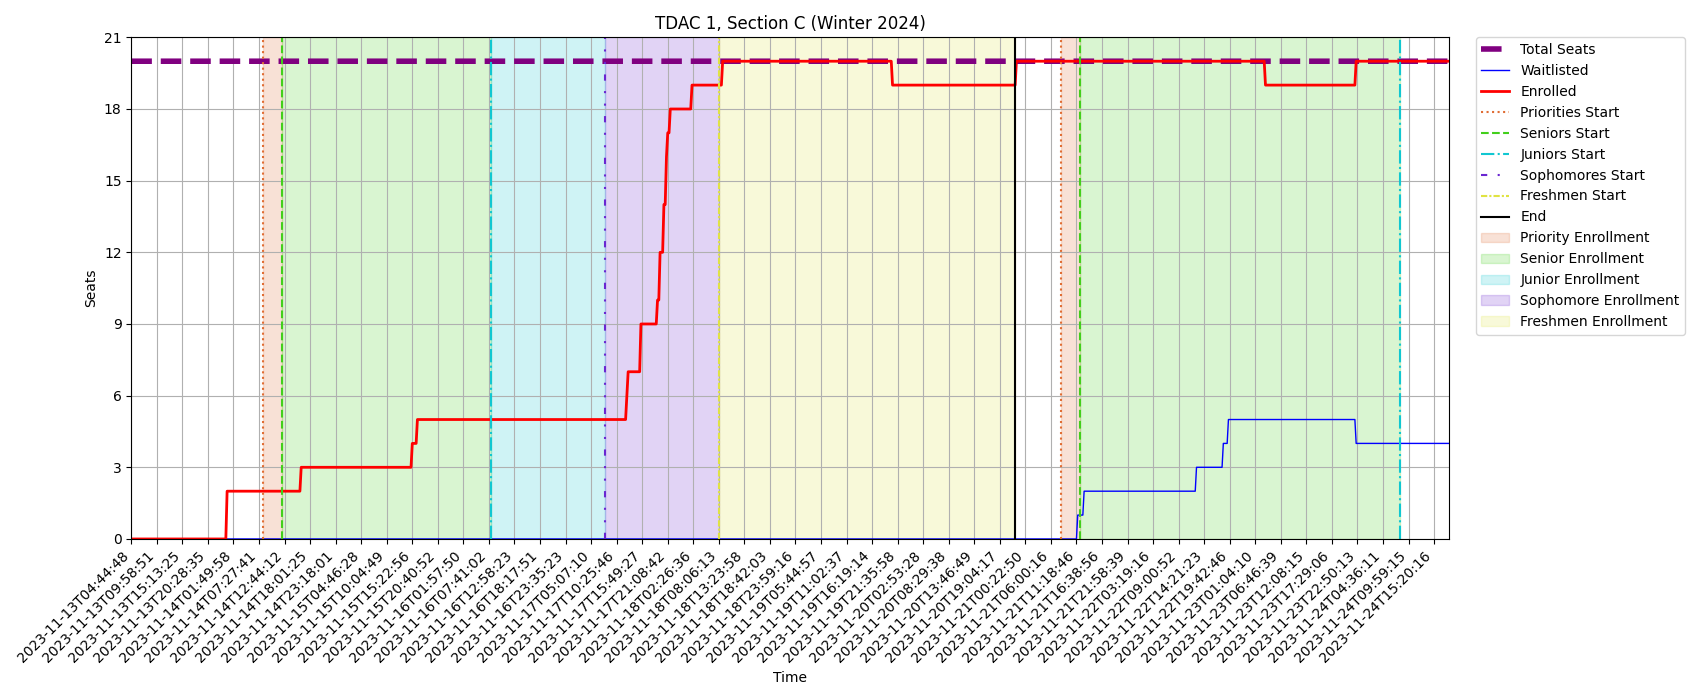 TDAC 1, Section C (Winter 2024)
21
18
15
12
9
6
3
0
Seats
2023-11-13T04:44:48
2023-11-13T09:58:51
2023-11-13T15:13:25
2023-11-13T20:28:35
2023-11-14T01:49:58
2023-11-14T07:27:41
2023-11-14T12:44:12
2023-11-14T18:01:25
2023-11-14T23:18:01
2023-11-15T04:46:28
2023-11-15T10:04:49
2023-11-15T15:22:56
2023-11-15T20:40:52
2023-11-16T01:57:50
2023-11-16T07:41:02
2023-11-16T12:58:23
2023-11-16T18:17:51
2023-11-16T23:35:23
2023-11-17T05:07:10
2023-11-17T10:25:46
2023-11-17T15:49:27
2023-11-17T21:08:42
2023-11-18T02:26:36
2023-11-18T08:06:13
2023-11-18T13:23:58
2023-11-18T18:42:03
2023-11-18T23:59:16
2023-11-19T05:44:57
2023-11-19T11:02:37
2023-11-19T16:19:14
2023-11-19T21:35:58
2023-11-20T02:53:28
2023-11-20T08:29:38
2023-11-20T13:46:49
2023-11-20T19:04:17
2023-11-21T00:22:50
2023-11-21T06:00:16
2023-11-21T11:18:46
2023-11-21T16:38:56
2023-11-21T21:58:39
2023-11-22T03:19:16
2023-11-22T09:00:52
2023-11-22T14:21:23
2023-11-22T19:42:46
2023-11-23T01:04:10
2023-11-23T06:46:39
2023-11-23T12:08:15
2023-11-23T17:29:06
2023-11-23T22:50:13
2023-11-24T04:36:11
2023-11-24T09:59:15
2023-11-24T15:20:16
Time
Total Seats
Waitlisted
Enrolled
Priorities Start
Seniors Start
Juniors Start
Sophomores Start
Freshmen Start
End
Priority Enrollment
Senior Enrollment
Junior Enrollment
Sophomore Enrollment
Freshmen Enrollment